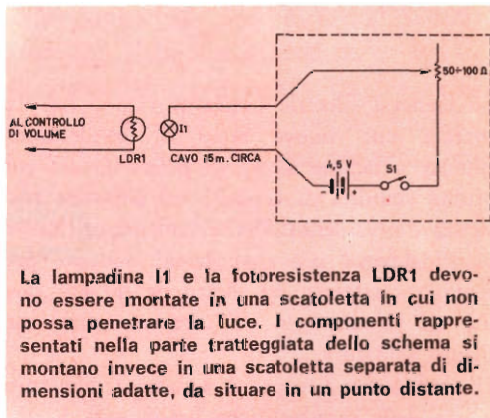 50÷100 Ω
AL CONTROLLO
DI VOLUME
LDR1
I1
CAVO 15 m. CIRCA
4,5 V
S1
- +
La lampadina I1 e la fotoresistenza LDR1 devo-
no essere montate in una scatoletta in cui non
possa penetrare la luce. I componenti rappre-
sentati nella parte tratteggiata dello schema si
montano invece in una scatoletta separata di di-
mensioni adatte, da situare in un punto distante.